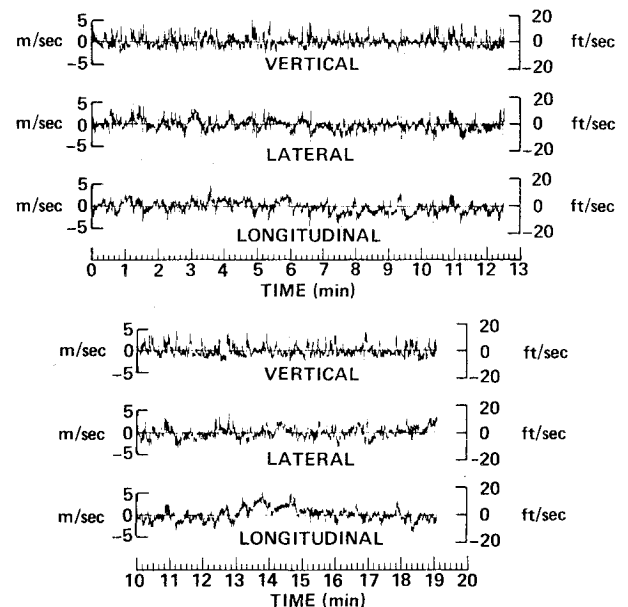 5 20
m/sec 0 0 ft/sec
-5 -20
VERTICAL
5 20
m/sec 0 0 ft/sec
-5 -20
LATERAL
5 20
m/sec 0 0 ft/sec
-5 -20
LONGITUDINAL
0 1 2 3 4 5 6 7 8 9 10 11 12 13
TIME (min)
5 20
m/sec 0 0 ft/sec
-5 -20
VERTICAL
5 20
m/sec 0 0 ft/sec
-5 -20
LATERAL
5 20
m/sec 0 0 ft/sec
-5 -20
LONGITUDINAL
10 11 12 13 14 15 16 17 18 19 20
TIME (min)